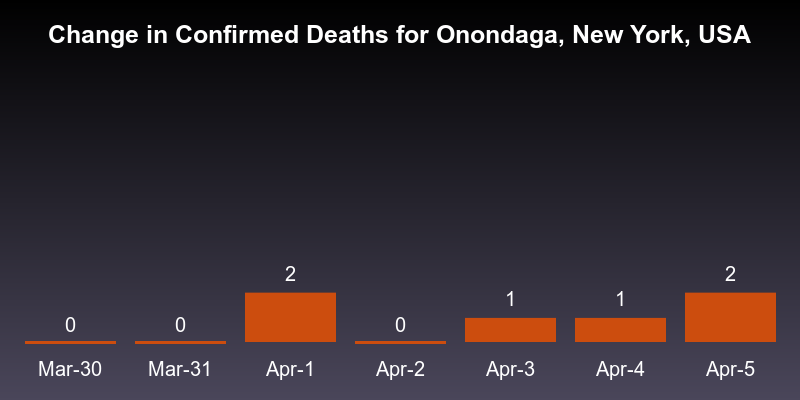 Change in Confirmed Deaths for Onondaga, New York, USA
0 0 2 0 1 1 2
Mar-30 Mar-31 Apr-1 Apr-2 Apr-3 Apr-4 Apr-5